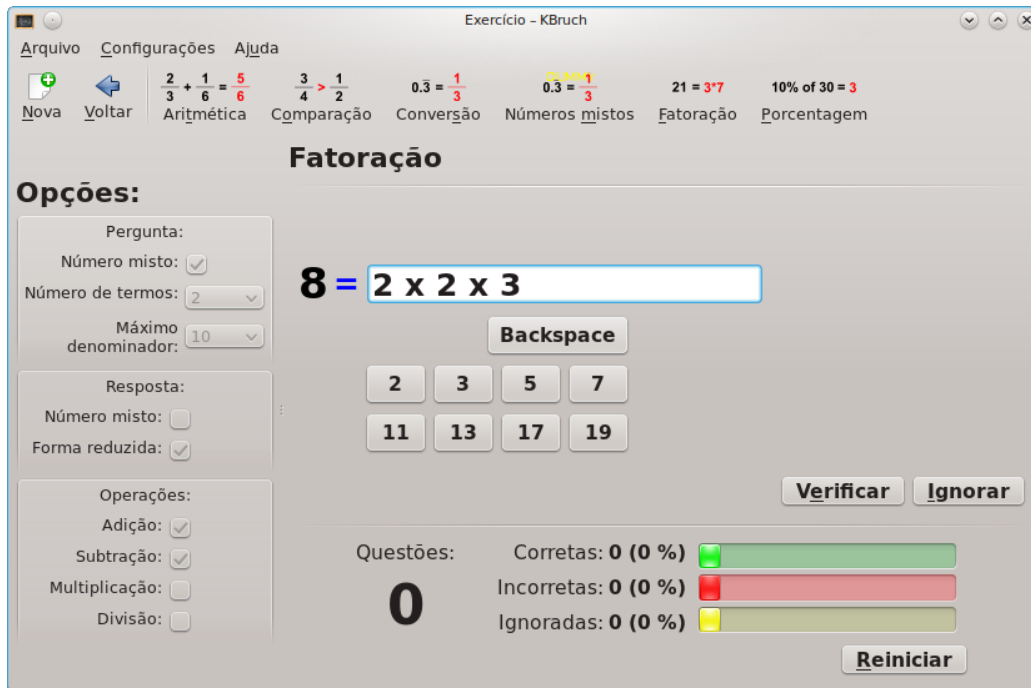 Exercício – KBruch
Arquivo Configurações Ajuda
Nova
Voltar
2/3 + 1/6 = 5/6
Aritmética
3/4 > 1/2
Comparação
0.3̅ = 1/3
Conversão
0.3 = 1/3
Números mistos
21 = 3*7
Fatoração
10% of 30 = 3
Porcentagem
Fatoração
Opções:
Pergunta:
Número misto:
Número de termos: 2
Máximo
denominador: 10
Resposta:
Número misto:
Forma reduzida:
Operações:
Adição:
Subtração:
Multiplicação:
Divisão:
8 = 2 x 2 x 3
Backspace
2 3 5 7
11 13 17 19
Verificar Ignorar
Questões:
0
Corretas: 0 (0 %)
Incorretas: 0 (0 %)
Ignoradas: 0 (0 %)
Reiniciar